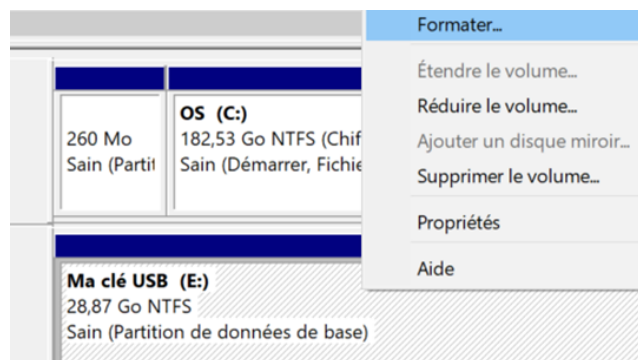 Formater...
Étendre le volume...
Réduire le volume...
Ajouter un disque miroir...
Supprimer le volume...
Propriétés
Aide
260 Mo
Sain (Partit
OS (C:)
182,53 Go NTFS (Chif
Sain (Démarrer, Fichie
Ma clé USB (E:)
28,87 Go NTFS
Sain (Partition de données de base)